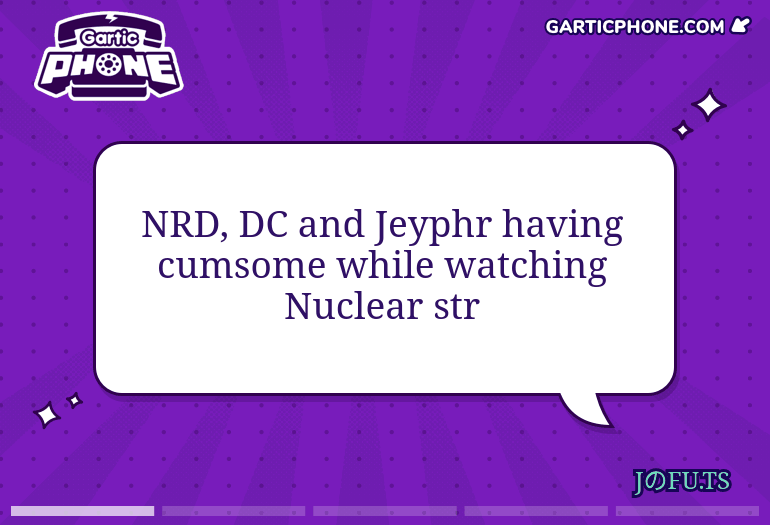 Gartic
PHONE
GARTICPHONE.COM
NRD, DC and Jeyphr having
cumsome while watching
Nuclear str
JのFU.TS